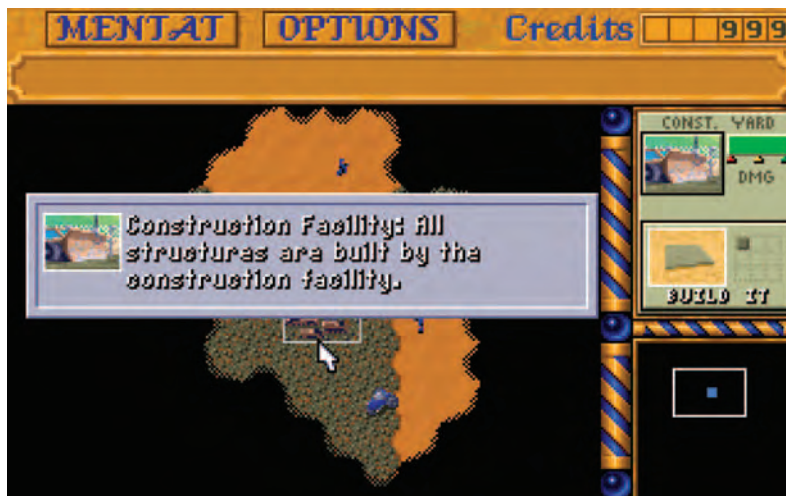 MENTAT OPTIONS Credits 999
CONST. YARD
DMG
Construction Facility: All
structures are built by the
construction facility.
BUILD IT